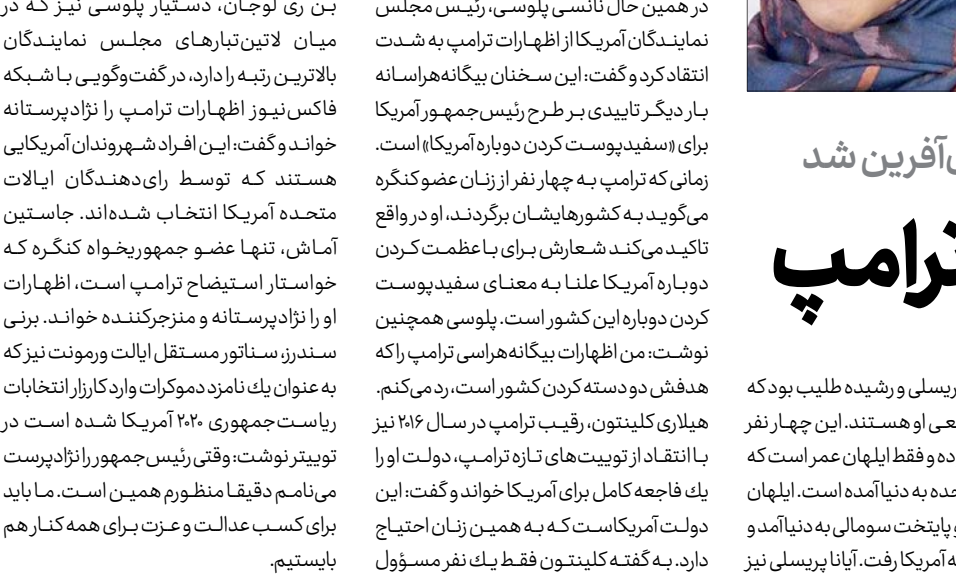 آفرین شد
ترامپ
پریسلی و رشیده طلیب بود که
او هستند. این چهار نفر
و فقط ایلهان عمر است که
به دنیا آمده است. ایلهان
پایتخت سومالی به دنیا آمد و
آمریکا رفت. آیانا پریسلی نیز
در همین حال نانسی پلوسی، رئیس مجلس
نمایندگان آمریکا از اظهارات ترامپ به شدت
انتقاد کرد و گفت: این سخنان بیگانه‌هراسانه
بار دیگر تاییدی بر طرح رئیس‌جمهور آمریکا
برای «سفیدپوست کردن دوباره آمریکا» است.
زمانی که ترامپ به چهار نفر از زنان عضو کنگره
می‌گوید به کشورهایشان برگردند، او در واقع
تاکید می‌کند شعارش برای باعظمت کردن
دوباره آمریکا علنا به معنای سفیدپوست
کردن دوباره این کشور است. پلوسی همچنین
نوشت: من اظهارات بیگانه‌هراسی ترامپ را که
هدفش دو دسته کردن کشور است، رد می‌کنم.
هیلاری کلینتون، رقیب ترامپ در سال ۲۰۱۶ نیز
با انتقاد از توییت‌های تازه ترامپ، دولت او را
یك فاجعه کامل برای آمریکا خواند و گفت: این
دولت آمریکاست که به همین زنان احتیاج
دارد. به گفته کلینتون فقط یك نفر مسؤول
بن ری لوجان، دستیار پلوسی نیز که در
میان لاتین‌تبارهای مجلس نمایندگان
بالاترین رتبه را دارد، در گفت‌وگویی با شبکه
فاکس‌نیوز اظهارات ترامپ را نژادپرستانه
خواند و گفت: این افراد شهروندان آمریکایی
هستند که توسط رای‌دهندگان ایالات
متحده آمریکا انتخاب شده‌اند. جاستین
آماش، تنها عضو جمهوریخواه کنگره که
خواستار استیضاح ترامپ است، اظهارات
او را نژادپرستانه و منزجرکننده خواند. برنی
سندرز، سناتور مستقل ایالت ورمونت نیز که
به عنوان یك نامزد دموکرات وارد کارزار انتخابات
ریاست‌جمهوری ۲۰۲۰ آمریکا شده است در
توییتر نوشت: وقتی رئیس‌جمهور را نژادپرست
می‌نامم دقیقا منظورم همین است. ما باید
برای کسب عدالت و عزت برای همه کنار هم
بایستیم.